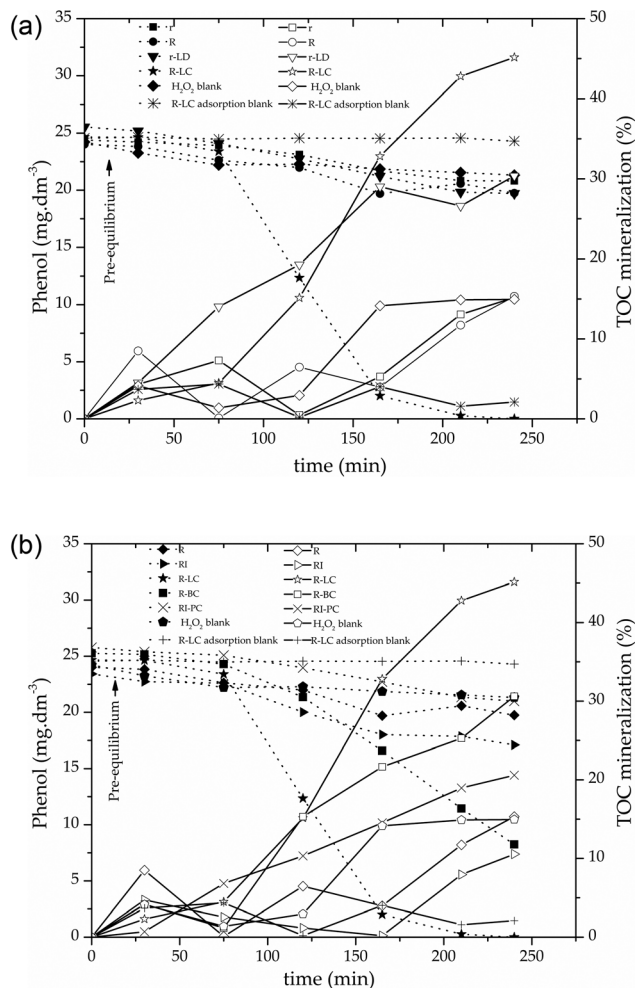 (a)
35
30
25
20
15
10
5
0
Phenol (mg.dm⁻³)
50
40
30
20
10
0
TOC mineralization (%)
r r
R R
r-LD r-LD
R-LC R-LC
H₂O₂ blank H₂O₂ blank
R-LC adsorption blank R-LC adsorption blank
Pre-equilibrium
0 50 100 150 200 250
time (min)
(b)
35
30
25
20
15
10
5
0
Phenol (mg.dm⁻³)
50
40
30
20
10
0
TOC mineralization (%)
R R
RI RI
R-LC R-LC
R-BC R-BC
RI-PC RI-PC
H₂O₂ blank H₂O₂ blank
R-LC adsorption blank R-LC adsorption blank
Pre-equilibrium
0 50 100 150 200 250
time (min)